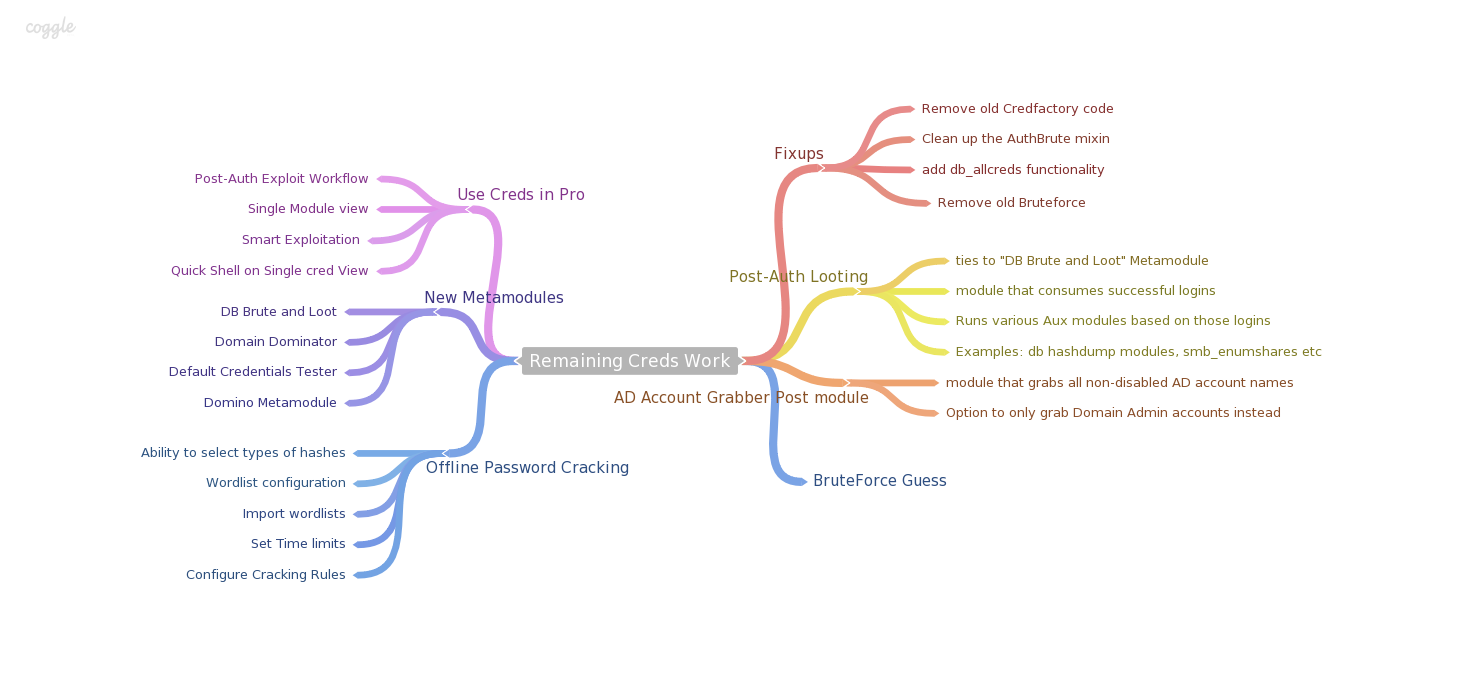 coggle
Remaining Creds Work
Use Creds in Pro
Post-Auth Exploit Workflow
Single Module view
Smart Exploitation
Quick Shell on Single cred View
New Metamodules
DB Brute and Loot
Domain Dominator
Default Credentials Tester
Domino Metamodule
Offline Password Cracking
Ability to select types of hashes
Wordlist configuration
Import wordlists
Set Time limits
Configure Cracking Rules
Fixups
Remove old Credfactory code
Clean up the AuthBrute mixin
add db_allcreds functionality
Remove old Bruteforce
Post-Auth Looting
ties to "DB Brute and Loot" Metamodule
module that consumes successful logins
Runs various Aux modules based on those logins
Examples: db hashdump modules, smb_enumshares etc
AD Account Grabber Post module
module that grabs all non-disabled AD account names
Option to only grab Domain Admin accounts instead
BruteForce Guess